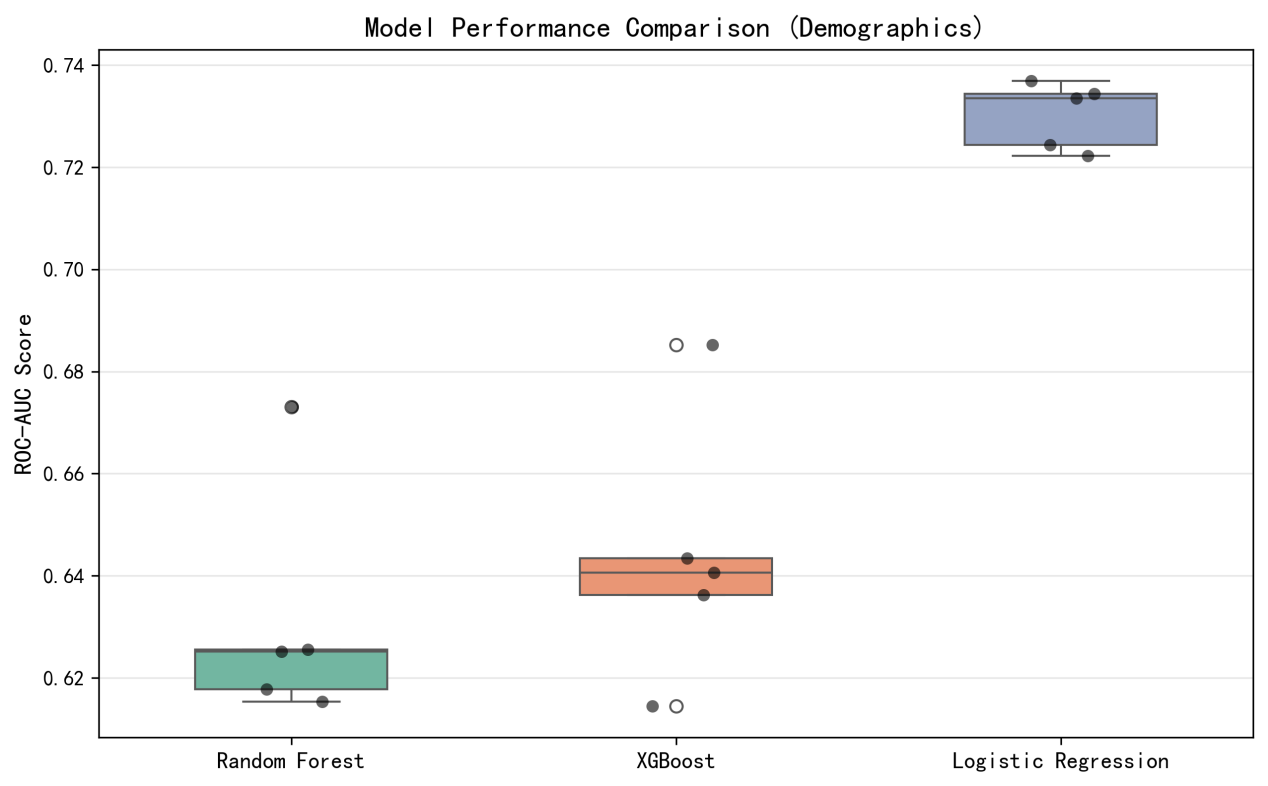 Model Performance Comparison (Demographics)
ROC-AUC Score
0.74
0.72
0.70
0.68
0.66
0.64
0.62
Random Forest
XGBoost
Logistic Regression